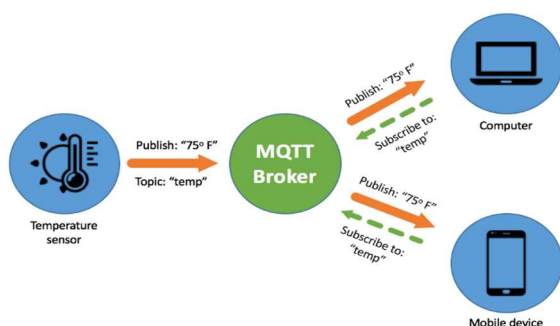 Publish: “75º F”
Topic: “temp”
Temperature
sensor
MQTT
Broker
Publish: “75º F”
Subscribe to:
“temp”
Computer
Publish: “75º F”
Subscribe to:
“temp”
Mobile device